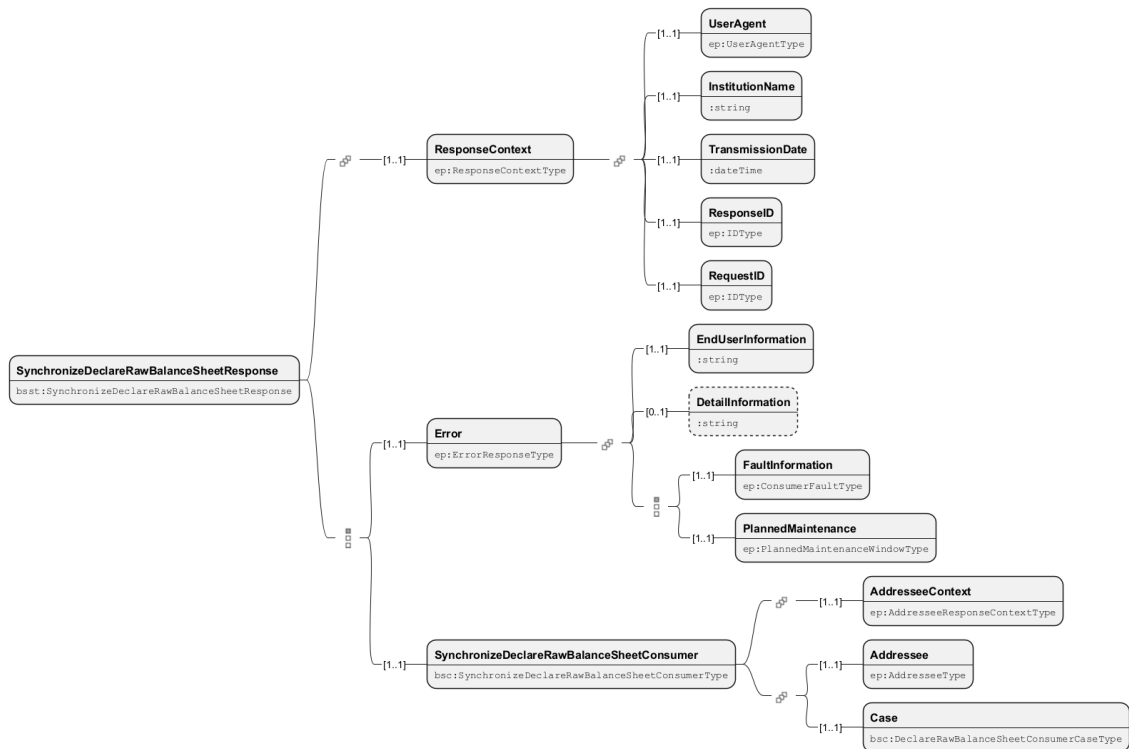 UserAgent
[1..1]
ep:UserAgentType
InstitutionName
[1..1]
:string
ResponseContext
[1..1]
ep:ResponseContextType
TransmissionDate
[1..1]
:dateTime
ResponseID
[1..1]
ep:IDType
RequestID
[1..1]
ep:IDType
SynchronizeDeclareRawBalanceSheetResponse
bsst:SynchronizeDeclareRawBalanceSheetResponse
EndUserInformation
[1..1]
:string
DetailInformation
[0..1]
:string
Error
[1..1]
ep:ErrorResponseType
FaultInformation
[1..1]
ep:ConsumerFaultType
PlannedMaintenance
[1..1]
ep:PlannedMaintenanceWindowType
AddresseeContext
[1..1]
ep:AddresseeResponseContextType
SynchronizeDeclareRawBalanceSheetConsumer
[1..1]
bsc:SynchronizeDeclareRawBalanceSheetConsumerType
Addressee
[1..1]
ep:AddresseeType
Case
[1..1]
bsc:DeclareRawBalanceSheetConsumerCaseType